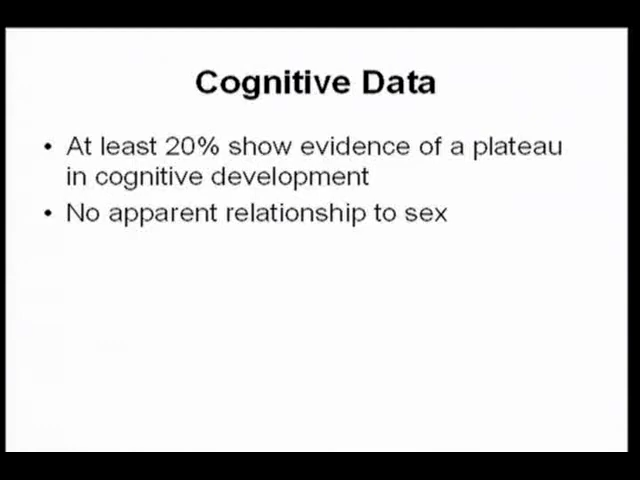 Cognitive Data
• At least 20% show evidence of a plateau
in cognitive development
• No apparent relationship to sex